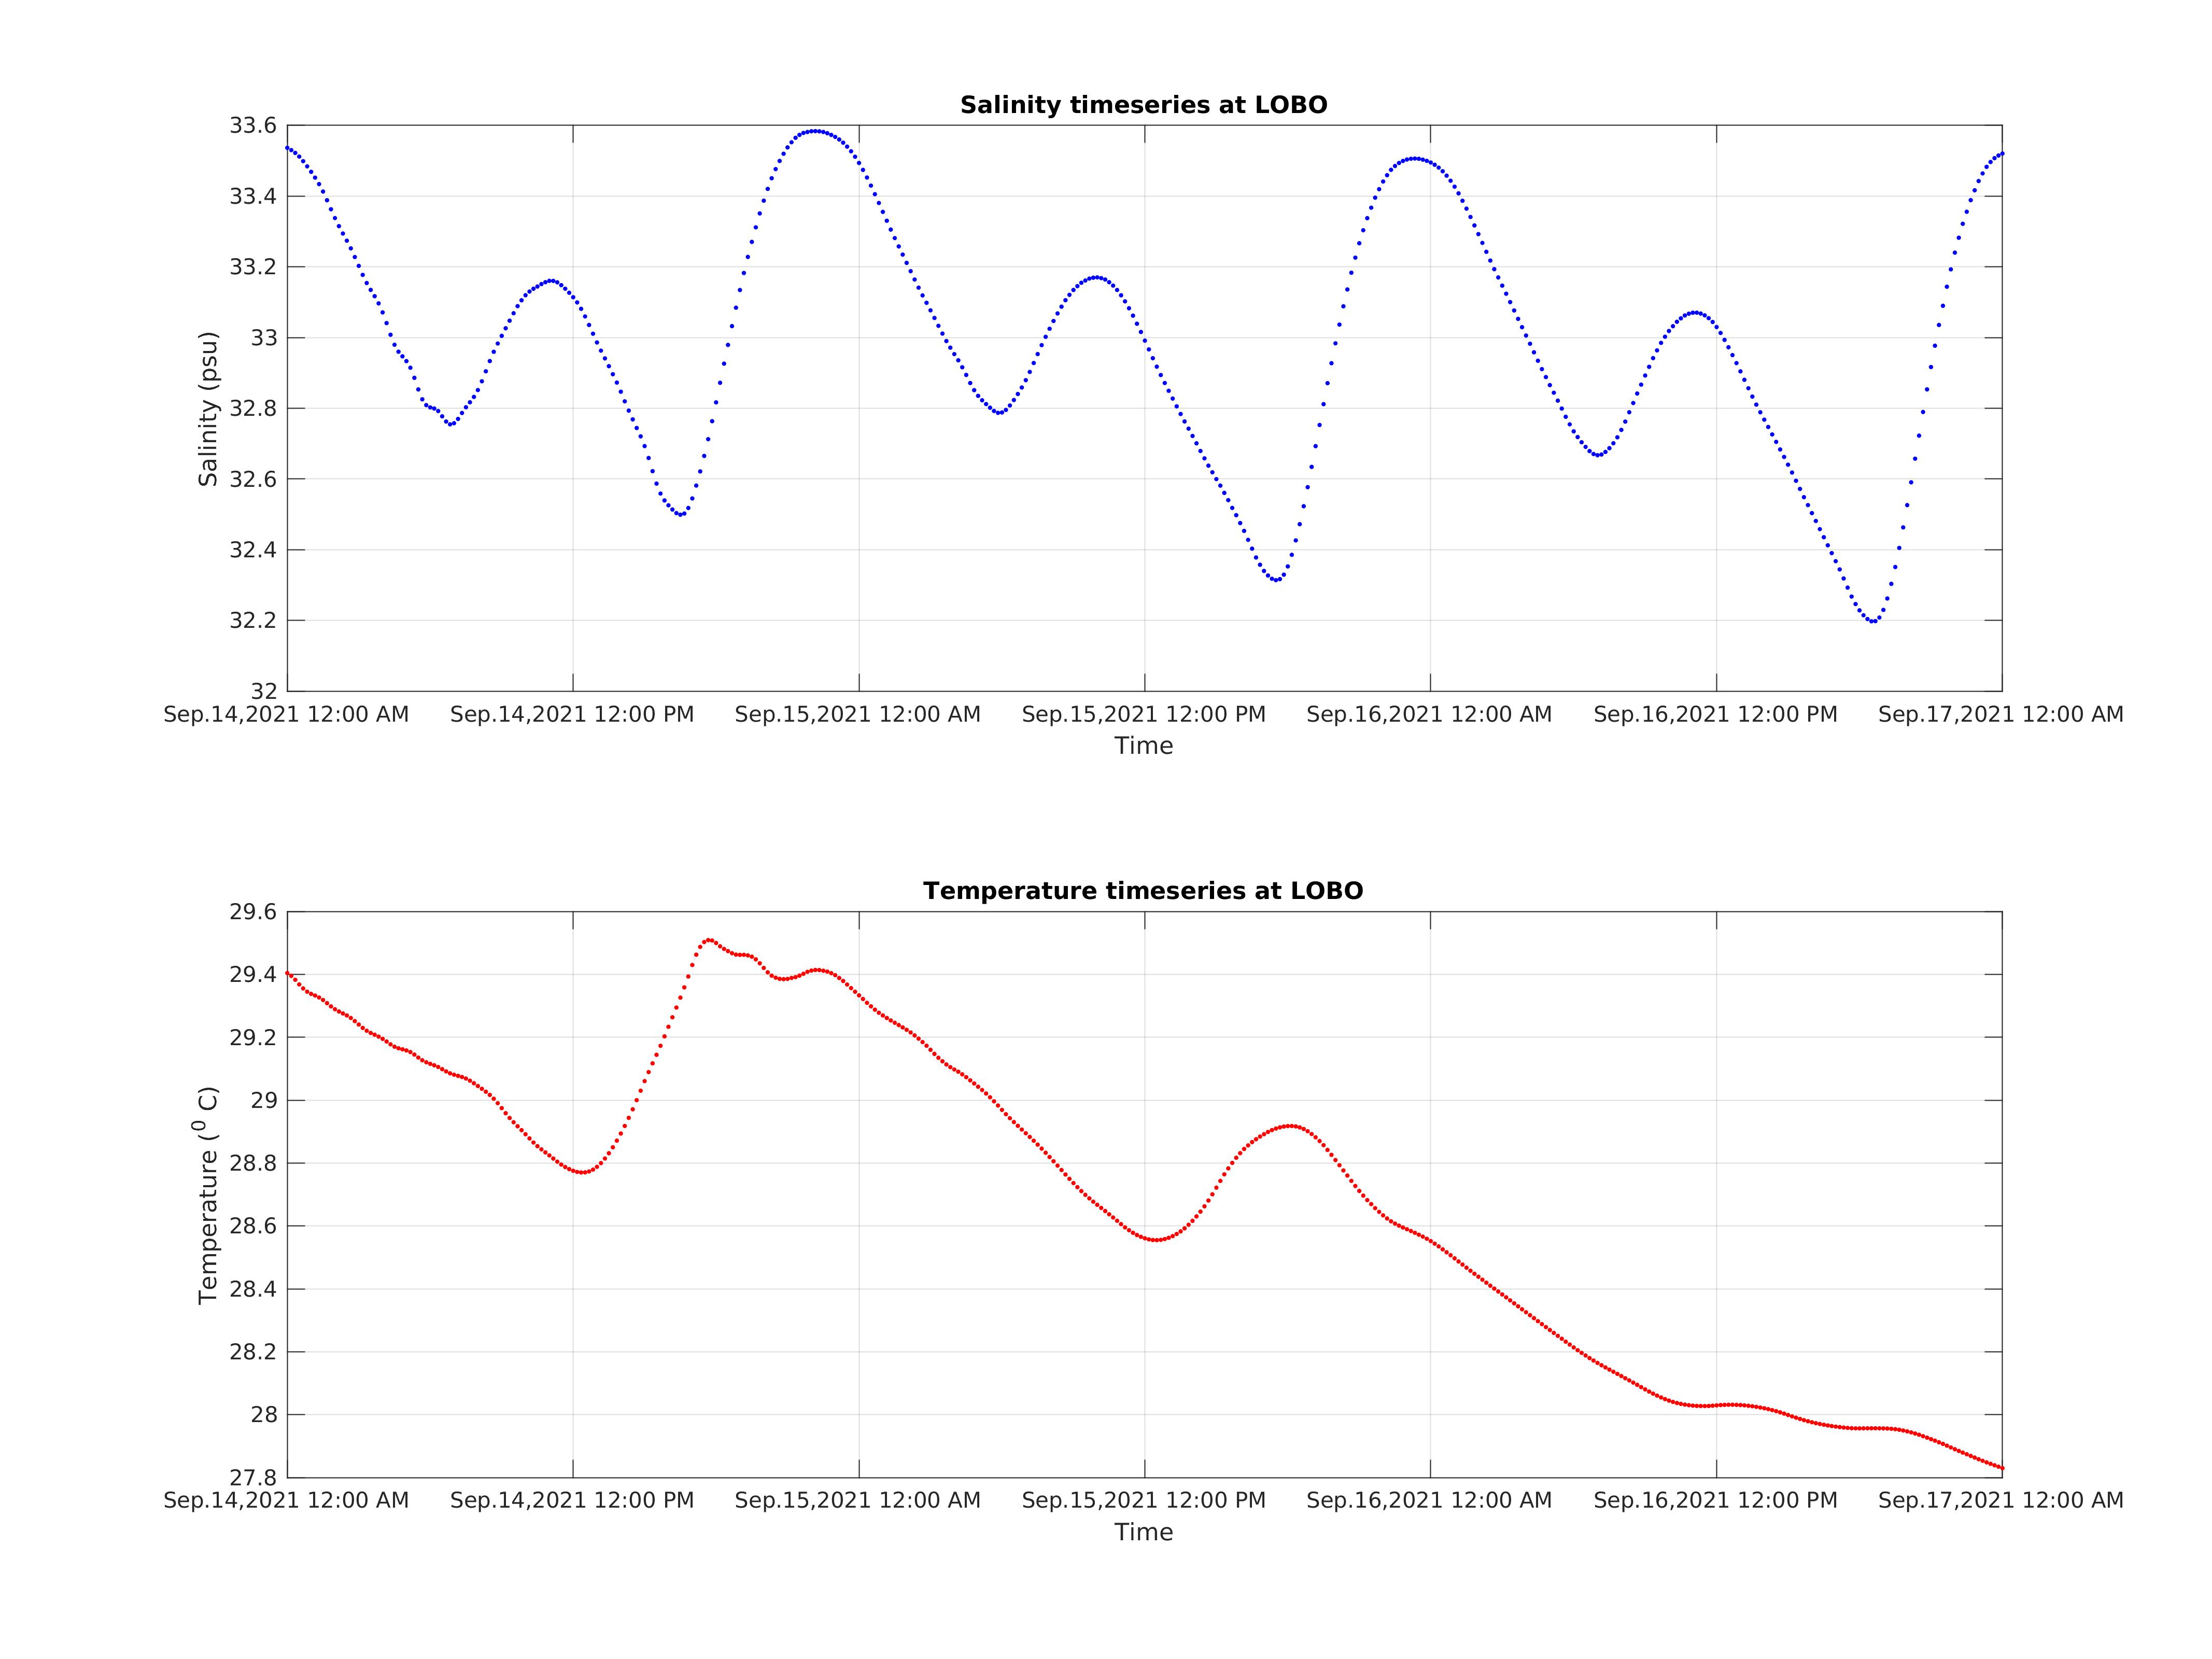 Salinity timeseries at LOBO
33.6
33.4
33.2
33
32.8
32.6
32.4
32.2
32
Salinity (psu)
Sep.14,2021 12:00 AM Sep.14,2021 12:00 PM Sep.15,2021 12:00 AM Sep.15,2021 12:00 PM Sep.16,2021 12:00 AM Sep.16,2021 12:00 PM Sep.17,2021 12:00 AM
Time
Temperature timeseries at LOBO
29.6
29.4
29.2
29
28.8
28.6
28.4
28.2
28
27.8
Temperature (⁰ C)
Sep.14,2021 12:00 AM Sep.14,2021 12:00 PM Sep.15,2021 12:00 AM Sep.15,2021 12:00 PM Sep.16,2021 12:00 AM Sep.16,2021 12:00 PM Sep.17,2021 12:00 AM
Time